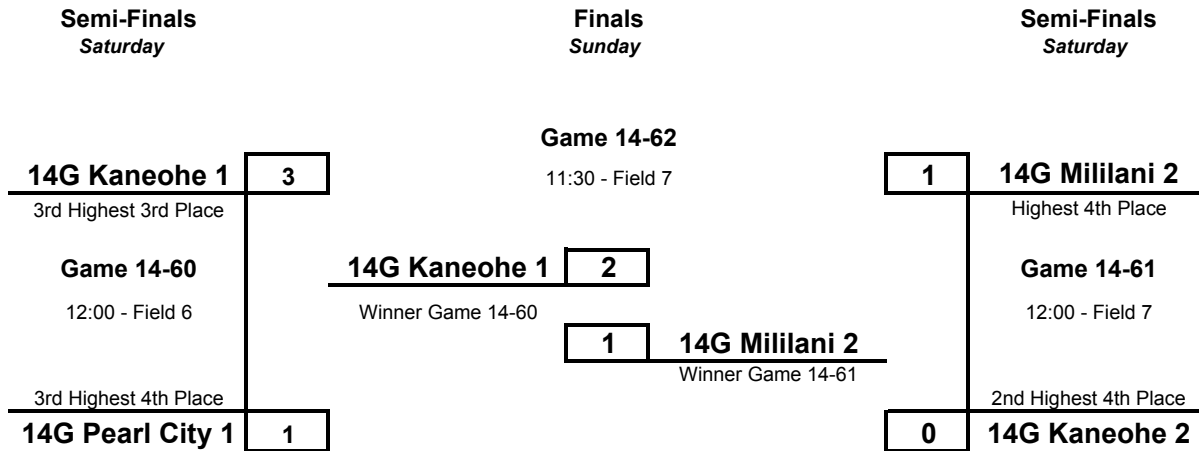 Semi-Finals
Saturday
Finals
Sunday
Semi-Finals
Saturday
Game 14-62
11:30 - Field 7
14G Kaneohe 1 3
3rd Highest 3rd Place
Game 14-60
12:00 - Field 6
3rd Highest 4th Place
14G Pearl City 1 1
14G Kaneohe 1 2
Winner Game 14-60
1 14G Mililani 2
Winner Game 14-61
1 14G Mililani 2
Highest 4th Place
Game 14-61
12:00 - Field 7
2nd Highest 4th Place
0 14G Kaneohe 2